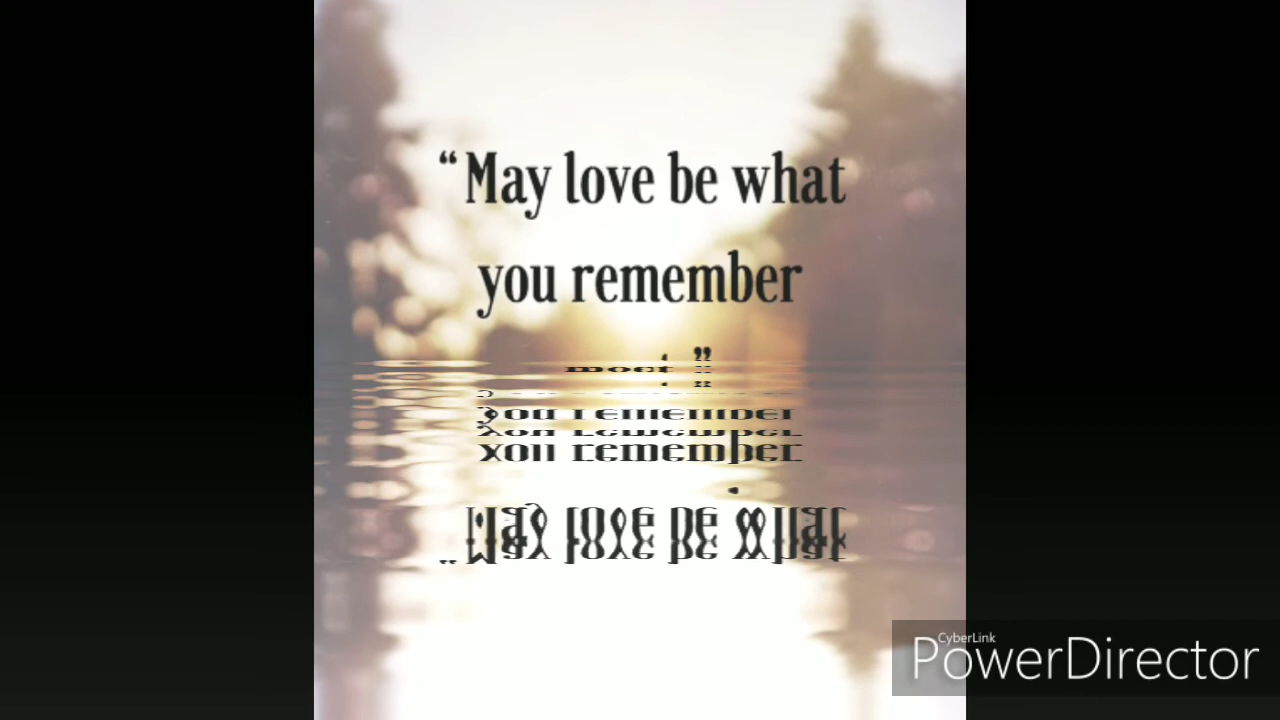 “May love be what
you remember
most.”
CyberLink
PowerDirector